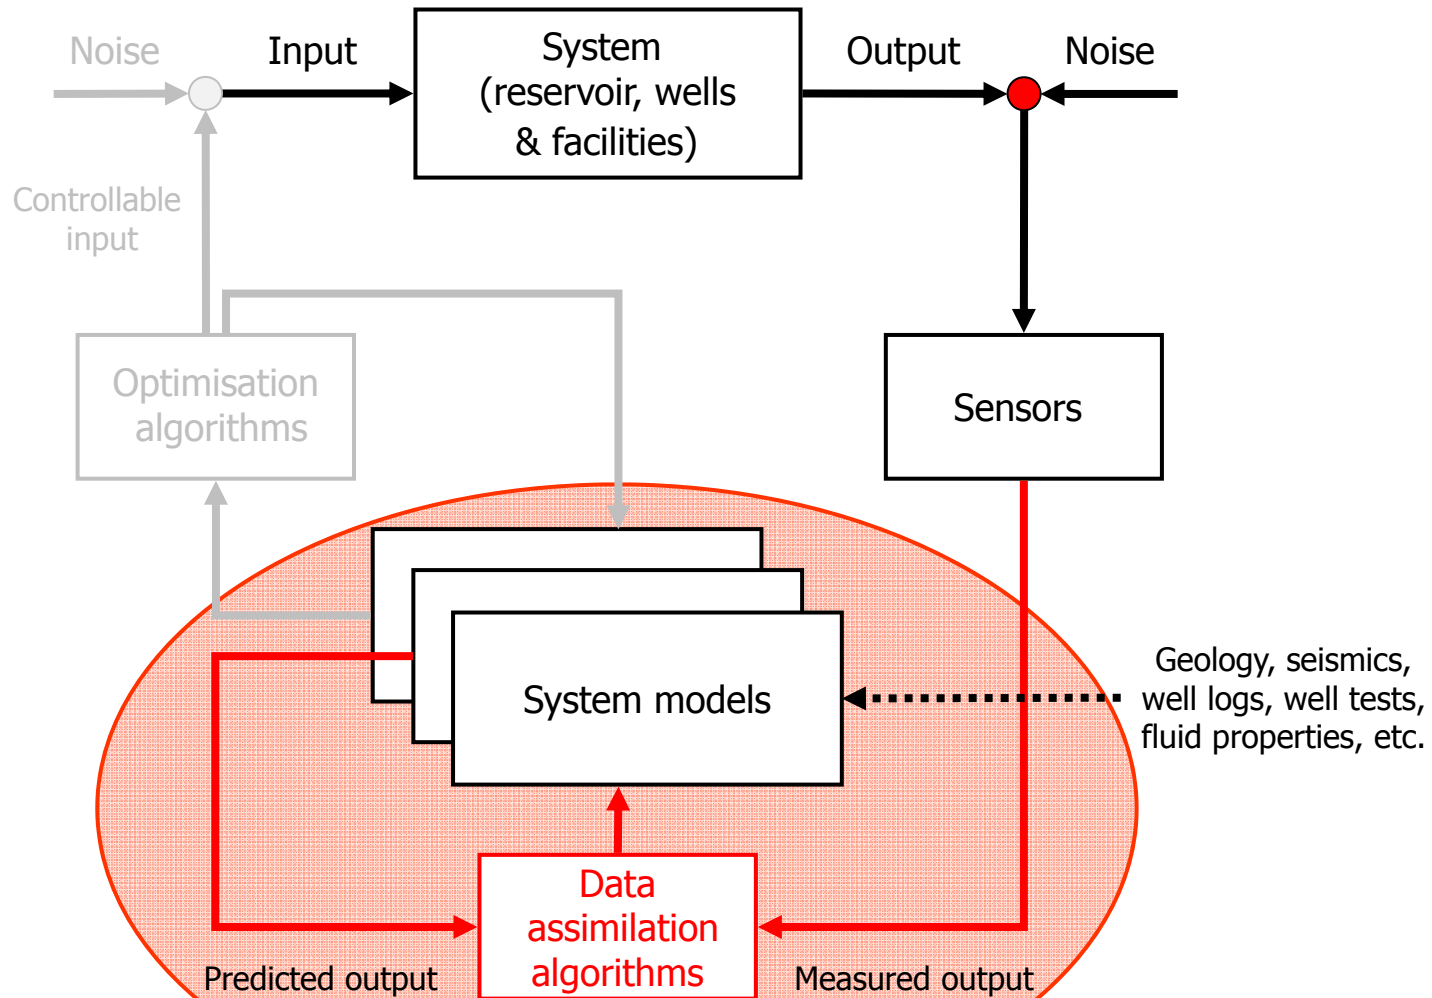 Noise
Input
System
(reservoir, wells
& facilities)
Output
Noise
Controllable
input
Optimisation
algorithms
Sensors
System models
Geology, seismics,
well logs, well tests,
fluid properties, etc.
Data
assimilation
algorithms
Predicted output
Measured output